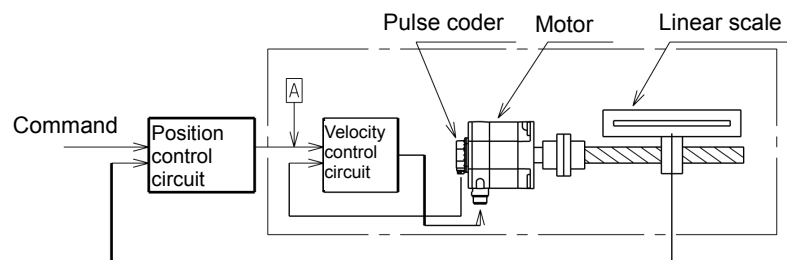 Pulse coder
Motor
Linear scale
A
Command
Position
control
circuit
Velocity
control
circuit